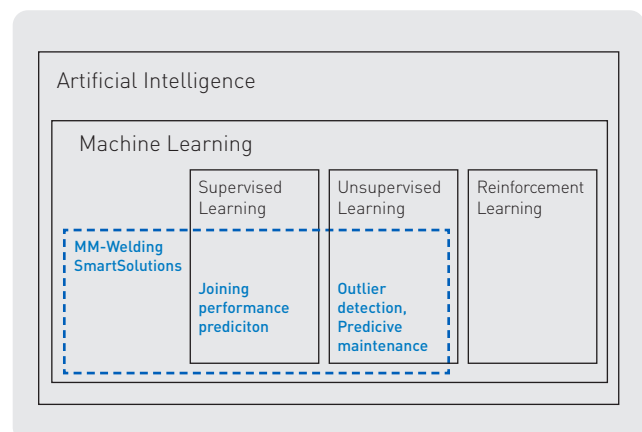 Artificial Intelligence
Machine Learning
Supervised
Learning
Unsupervised
Learning
Reinforcement
Learning
MM-Welding
SmartSolutions
Joining
performance
prediciton
Outlier
detection,
Predicive
maintenance